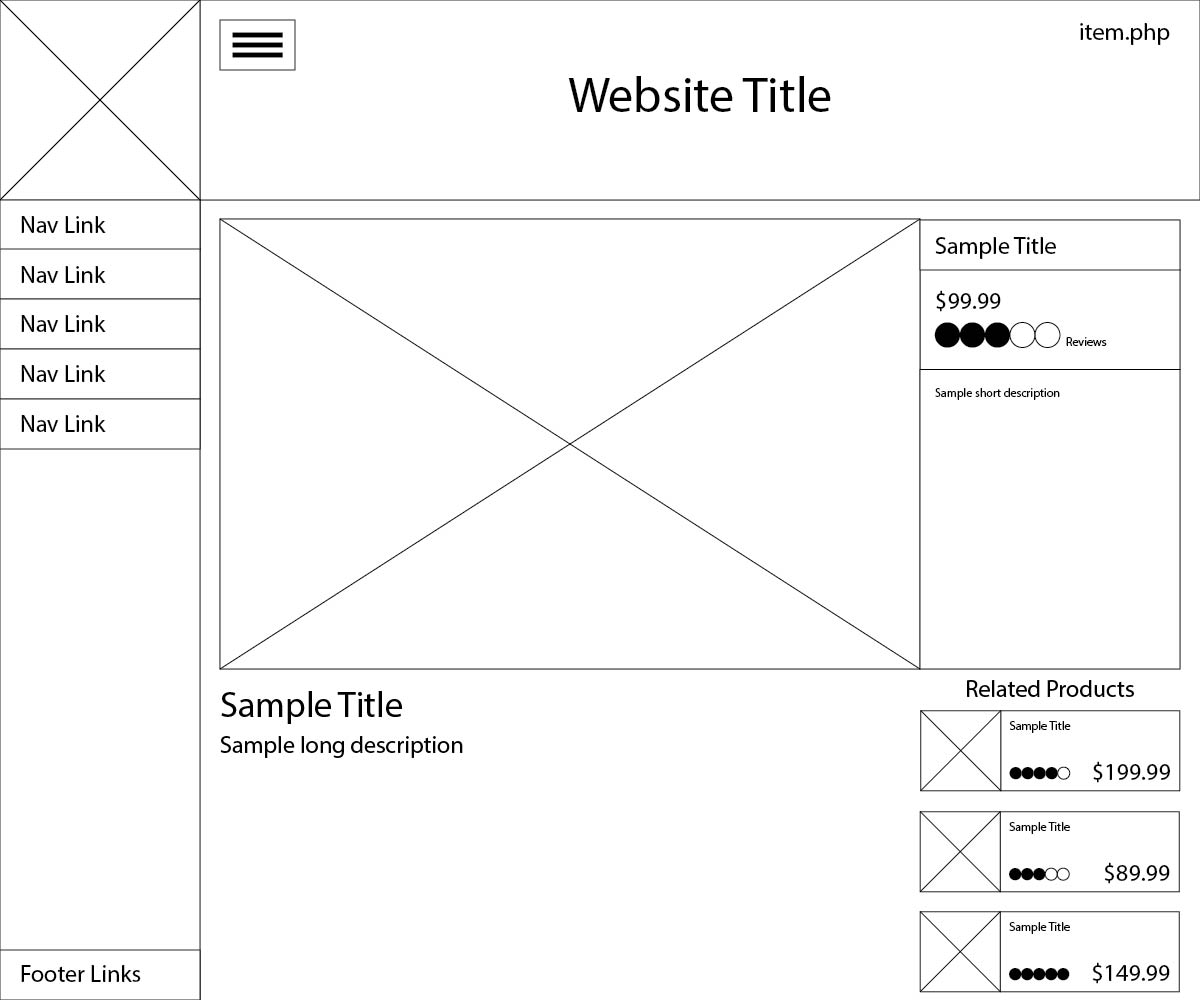 item.php
Website Title
Nav Link
Nav Link
Nav Link
Nav Link
Nav Link
Footer Links
Sample Title
$99.99
Reviews
Sample short description
Sample Title
Sample long description
Related Products
Sample Title
$199.99
Sample Title
$89.99
Sample Title
$149.99